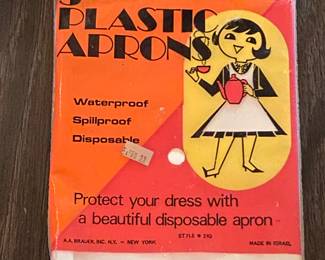 PLASTIC
APRONS
Waterproof
Spillproof
Disposable
Protect your dress with
a beautiful disposable apron
STYLE # 210
A.A. BRAUER, INC. N.Y. — NEW YORK.
MADE IN ISRAEL